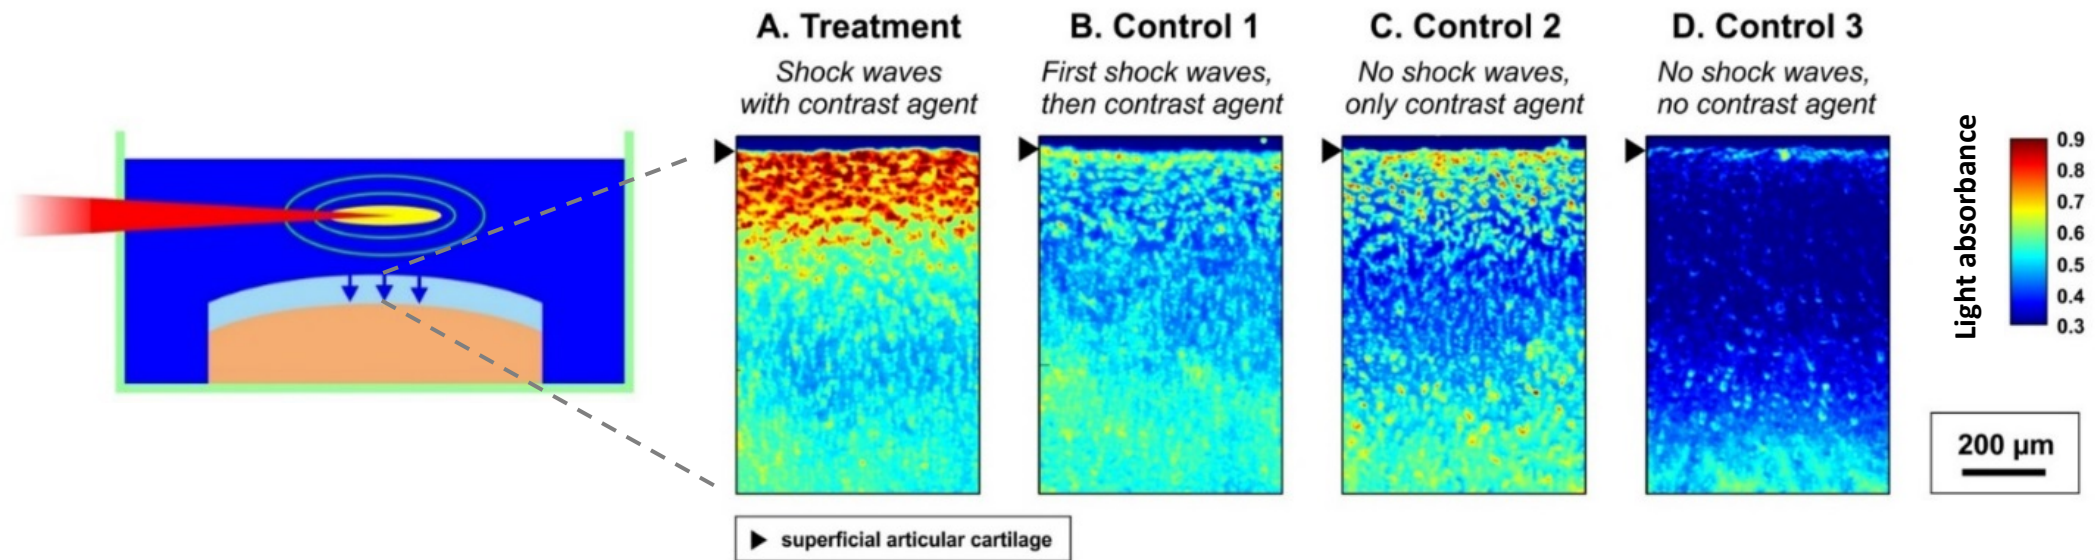 A. Treatment
Shock waves
with contrast agent
B. Control 1
First shock waves,
then contrast agent
C. Control 2
No shock waves,
only contrast agent
D. Control 3
No shock waves,
no contrast agent
Light absorbance
0.9
0.8
0.7
0.6
0.5
0.4
0.3
200 µm
superficial articular cartilage